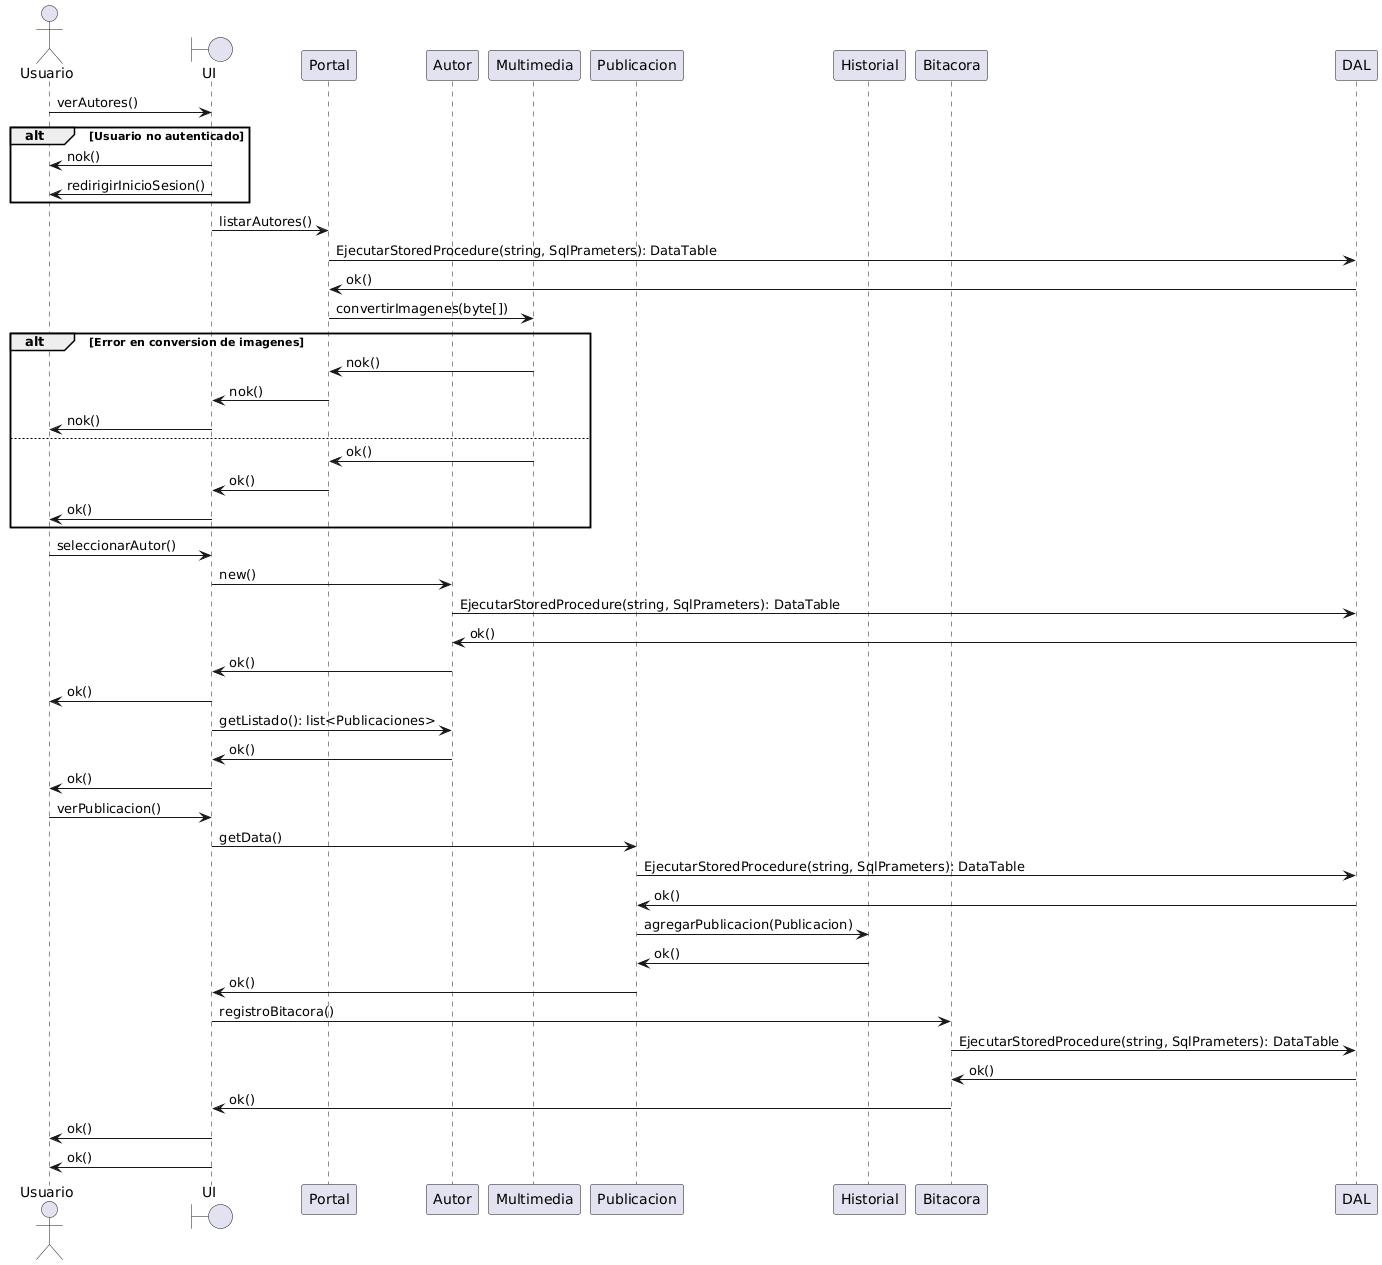 Usuario
UI
Portal
Autor
Multimedia
Publicacion
Historial
Bitacora
DAL
verAutores()
alt
[Usuario no autenticado]
nok()
redirigirInicioSesion()
listarAutores()
EjecutarStoredProcedure(string, SqlPrameters): DataTable
ok()
convertirImagenes(byte[])
alt
[Error en conversion de imagenes]
nok()
nok()
nok()
ok()
ok()
ok()
seleccionarAutor()
new()
EjecutarStoredProcedure(string, SqlPrameters): DataTable
ok()
ok()
ok()
getListado(): list<Publicaciones>
ok()
ok()
verPublicacion()
getData()
EjecutarStoredProcedure(string, SqlPrameters): DataTable
ok()
agregarPublicacion(Publicacion)
ok()
ok()
registroBitacora()
EjecutarStoredProcedure(string, SqlPrameters): DataTable
ok()
ok()
ok()
ok()
Usuario
UI
Portal
Autor
Multimedia
Publicacion
Historial
Bitacora
DAL